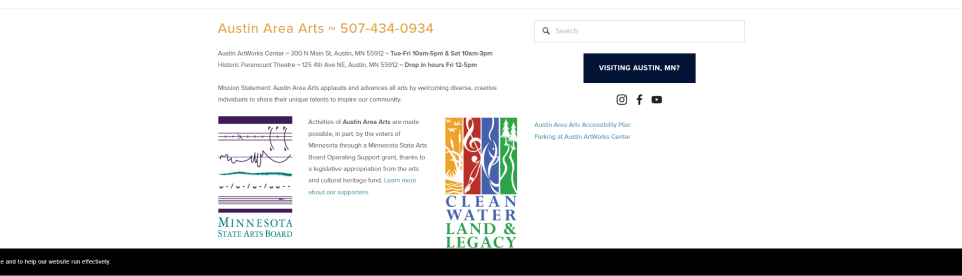 Austin Area Arts ~ 507-434-0934
Austin ArtWorks Center ~ 300 N Main St, Austin, MN 55912 ~ Tue-Fri 10am-5pm & Sat 10am-3pm
Historic Paramount Theatre ~ 125 4th Ave NE, Austin, MN 55912 ~ Drop in hours Fri 12-5pm
Mission Statement: Austin Area Arts applauds and advances all arts by welcoming diverse, creative
individuals to share their unique talents to inspire our community.
MINNESOTA
STATE ARTS BOARD
Activities of Austin Area Arts are made
possible, in part, by the voters of
Minnesota through a Minnesota State Arts
Board Operating Support grant, thanks to
a legislative appropriation from the arts
and cultural heritage fund. Learn more
about our supporters.
CLEAN
WATER
LAND &
LEGACY
Search
VISITING AUSTIN, MN?
Austin Area Arts Accessibility Plan
Parking at Austin ArtWorks Center
and to help our website run effectively.